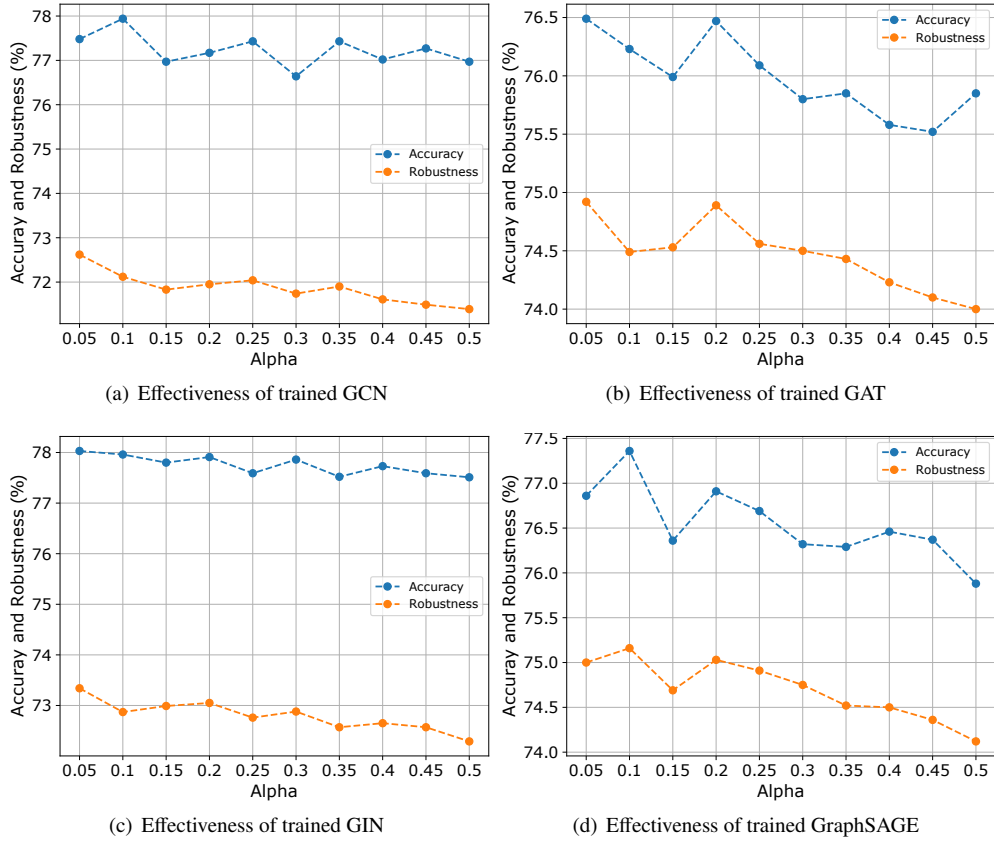 78
77
76
75
74
73
72
Accuray and Robustness (%)
Accuracy
Robustness
0.05 0.1 0.15 0.2 0.25 0.3 0.35 0.4 0.45 0.5
Alpha
(a) Effectiveness of trained GCN
76.5
76.0
75.5
75.0
74.5
74.0
Accuray and Robustness (%)
Accuracy
Robustness
0.05 0.1 0.15 0.2 0.25 0.3 0.35 0.4 0.45 0.5
Alpha
(b) Effectiveness of trained GAT
78
77
76
75
74
73
Accuray and Robustness (%)
Accuracy
Robustness
0.05 0.1 0.15 0.2 0.25 0.3 0.35 0.4 0.45 0.5
Alpha
(c) Effectiveness of trained GIN
77.5
77.0
76.5
76.0
75.5
75.0
74.5
74.0
Accuray and Robustness (%)
Accuracy
Robustness
0.05 0.1 0.15 0.2 0.25 0.3 0.35 0.4 0.45 0.5
Alpha
(d) Effectiveness of trained GraphSAGE